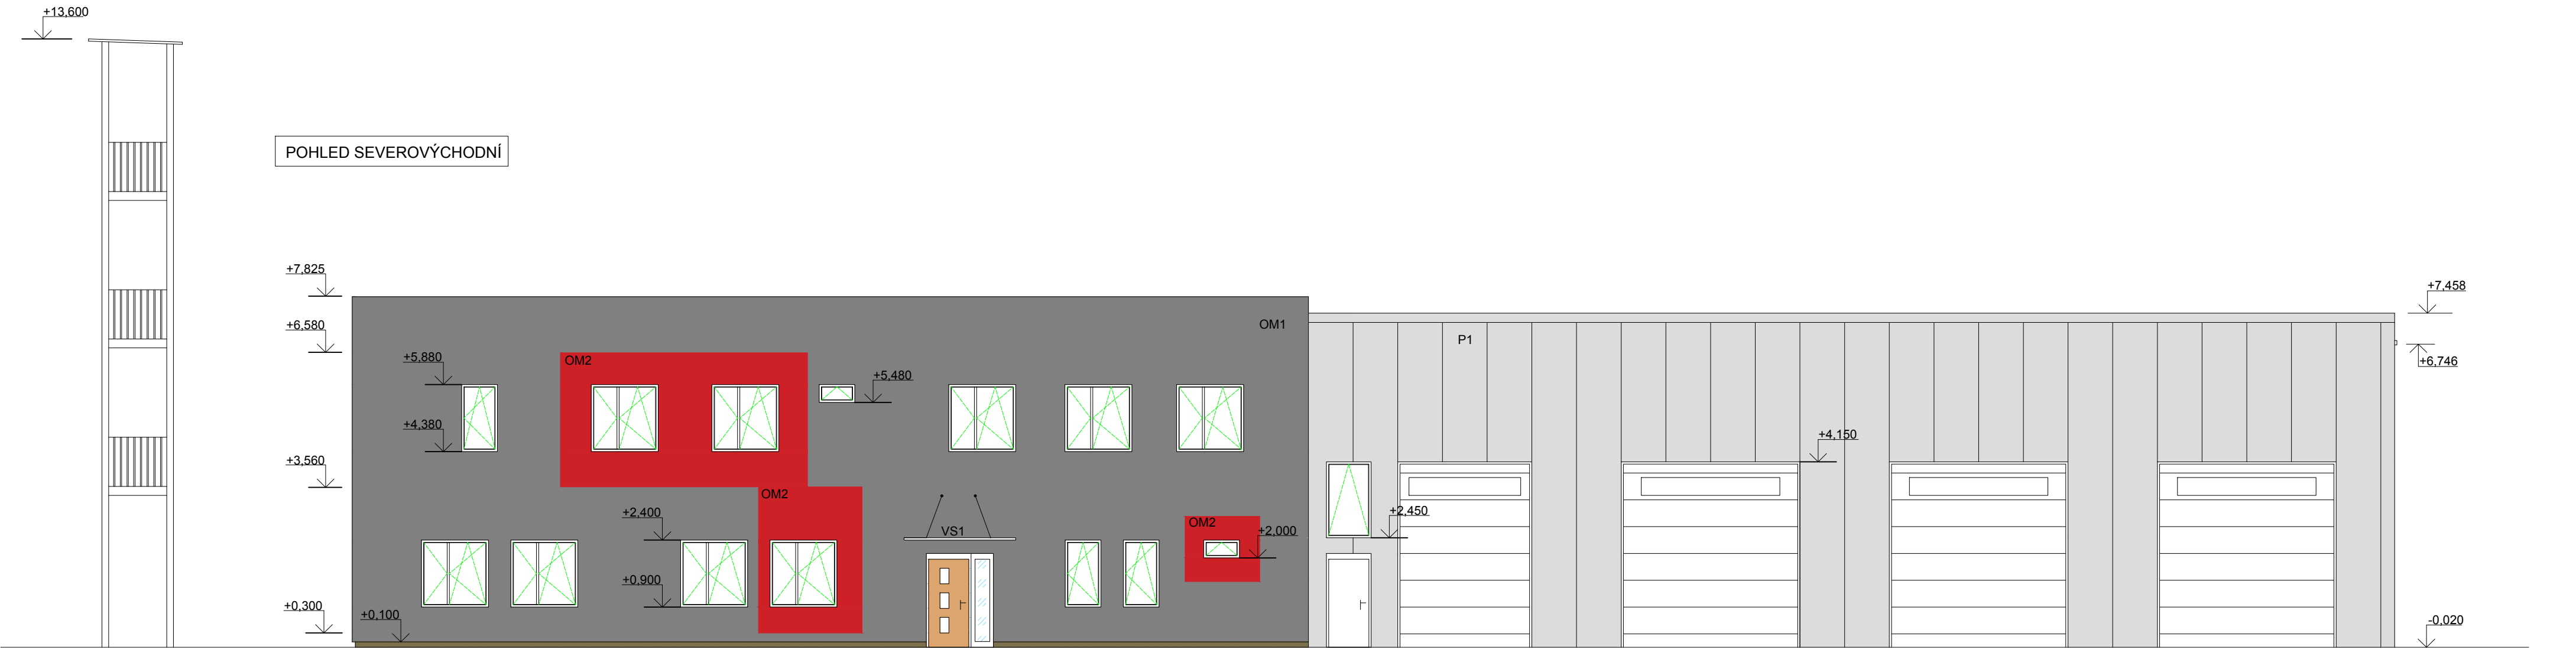 +13,600
POHLED SEVEROVÝCHODNÍ
+7,825
+7,458
OM1
+6,580
P1
+5,880
OM2
+6,746
+5,480
+4,380
+4,150
+3,560
OM2
+2,400
VS1
OM2
+2,000
+2,450
+0,900
+0,300
+0,100
-0,020